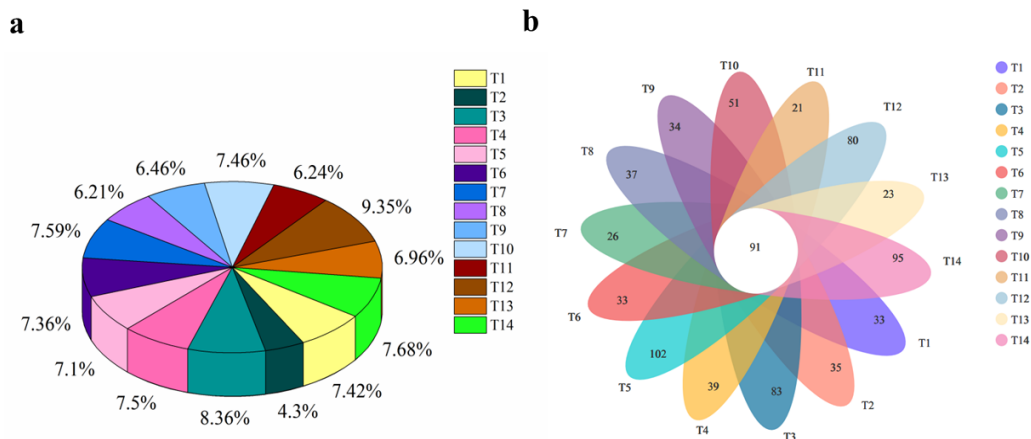 a
b
T1
T2
T3
T4
T5
T6
T7
T8
T9
T10
T11
T12
T13
T14
6.21%
6.46%
7.46%
6.24%
9.35%
6.96%
7.68%
7.42%
4.3%
8.36%
7.5%
7.1%
7.36%
7.59%
T10
T11
T12
T13
T14
T1
T2
T3
T4
T5
T6
T7
T8
T9
51
21
80
23
95
33
35
83
39
102
33
26
37
34
91
T1
T2
T3
T4
T5
T6
T7
T8
T9
T10
T11
T12
T13
T14